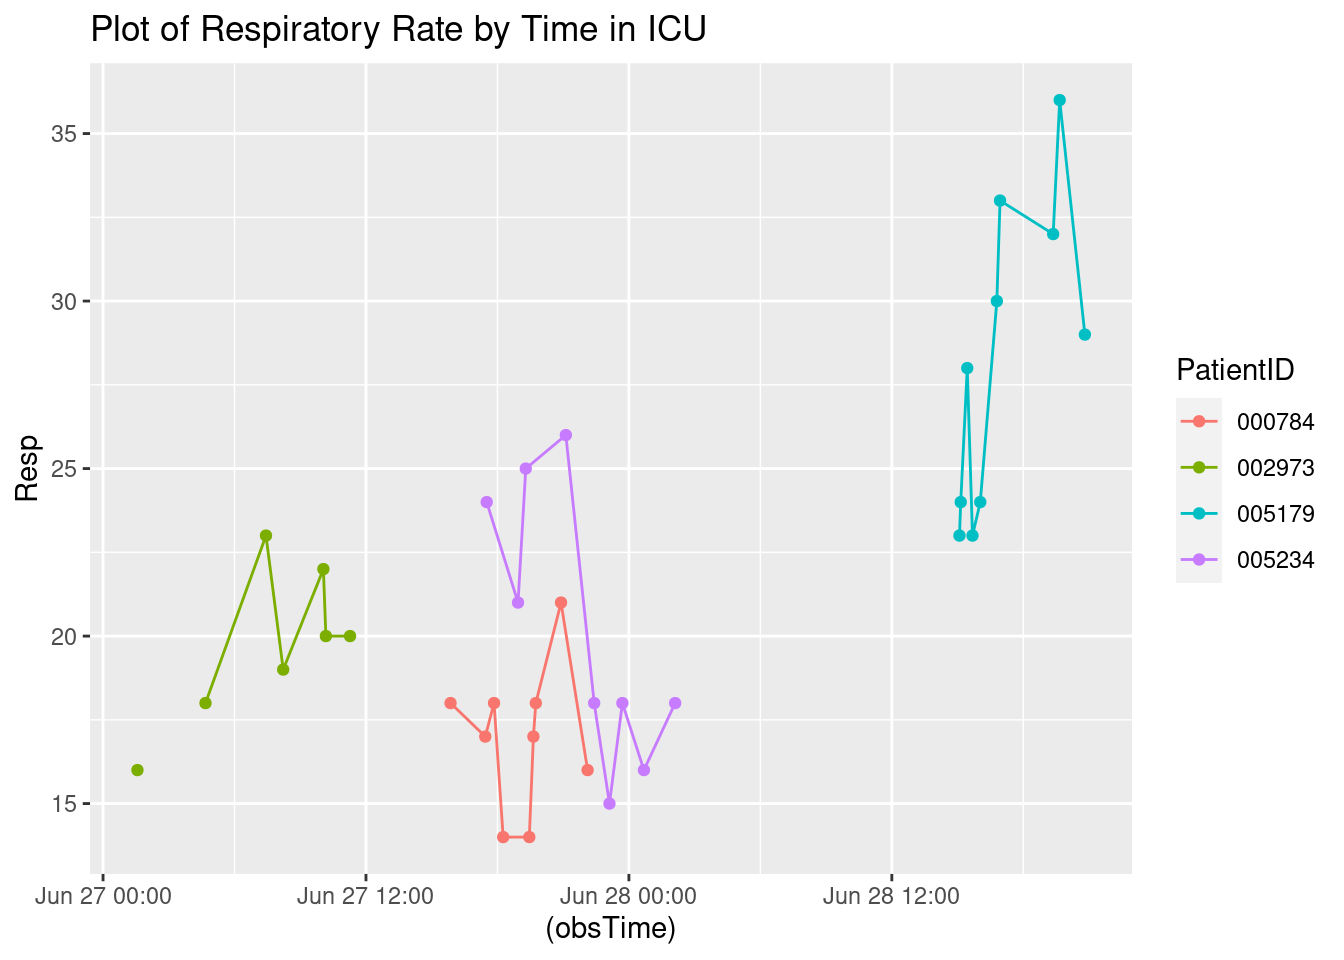 Plot of Respiratory Rate by Time in ICU
35
30
25
20
15
Resp
Jun 27 00:00
Jun 27 12:00
Jun 28 00:00
Jun 28 12:00
(obsTime)
PatientID
000784
002973
005179
005234